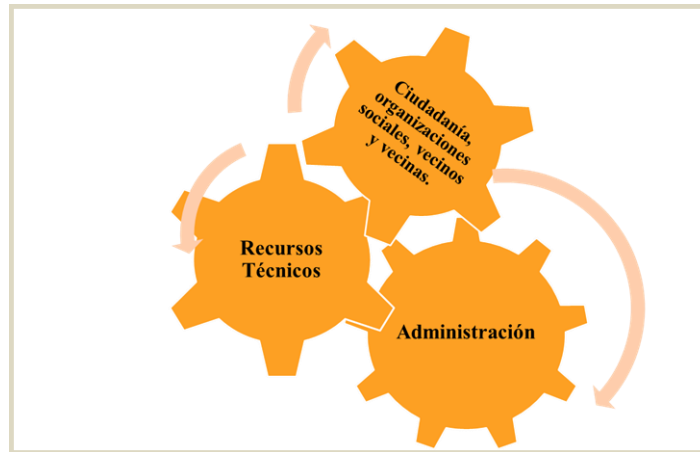 Ciudadanía,
organizaciones
sociales, vecinos
y vecinas.
Recursos
Técnicos
Administración